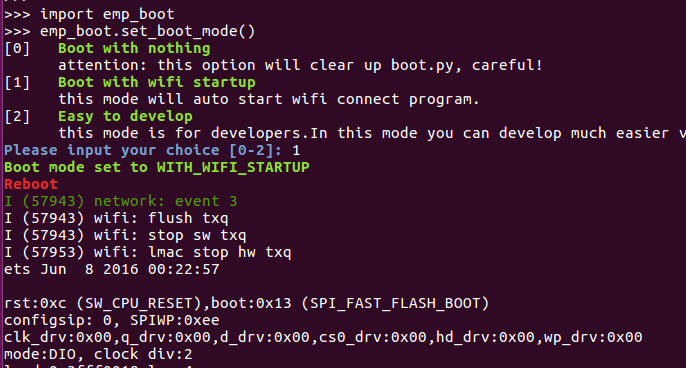 >>> import emp_boot
>>> emp_boot.set_boot_mode()
[0] Boot with nothing
attention: this option will clear up boot.py, careful!
[1] Boot with wifi startup
this mode will auto start wifi connect program.
[2] Easy to develop
this mode is for developers.In this mode you can develop much easier v
Please input your choice [0-2]: 1
Boot mode set to WITH_WIFI_STARTUP
Reboot
I (57943) network: event 3
I (57943) wifi: flush txq
I (57943) wifi: stop sw txq
I (57953) wifi: lmac stop hw txq
ets Jun  8 2016 00:22:57
rst:0xc (SW_CPU_RESET),boot:0x13 (SPI_FAST_FLASH_BOOT)
configsip: 0, SPIWP:0xee
clk_drv:0x00,q_drv:0x00,d_drv:0x00,cs0_drv:0x00,hd_drv:0x00,wp_drv:0x00
mode:DIO, clock div:2